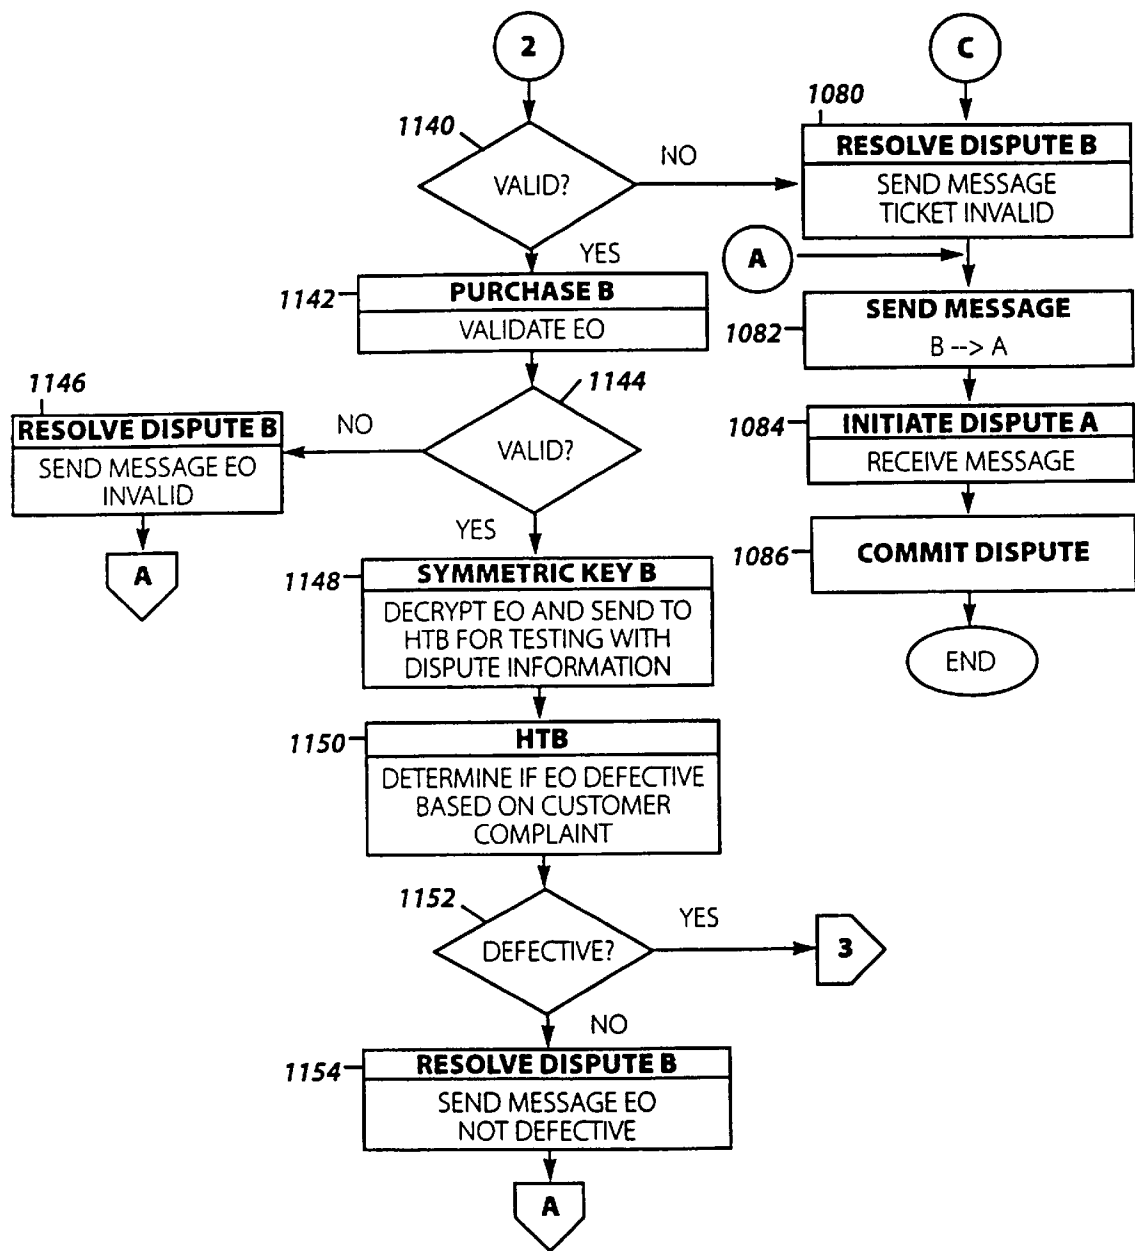 2
C
1140
VALID?
NO
1080
RESOLVE DISPUTE B
SEND MESSAGE
TICKET INVALID
YES
A
1142
PURCHASE B
VALIDATE EO
1082
SEND MESSAGE
B --> A
1144
VALID?
NO
1146
RESOLVE DISPUTE B
SEND MESSAGE EO
INVALID
A
1084
INITIATE DISPUTE A
RECEIVE MESSAGE
YES
1086
COMMIT DISPUTE
END
1148
SYMMETRIC KEY B
DECRYPT EO AND SEND TO
HTB FOR TESTING WITH
DISPUTE INFORMATION
1150
HTB
DETERMINE IF EO DEFECTIVE
BASED ON CUSTOMER
COMPLAINT
1152
DEFECTIVE?
YES
3
NO
1154
RESOLVE DISPUTE B
SEND MESSAGE EO
NOT DEFECTIVE
A